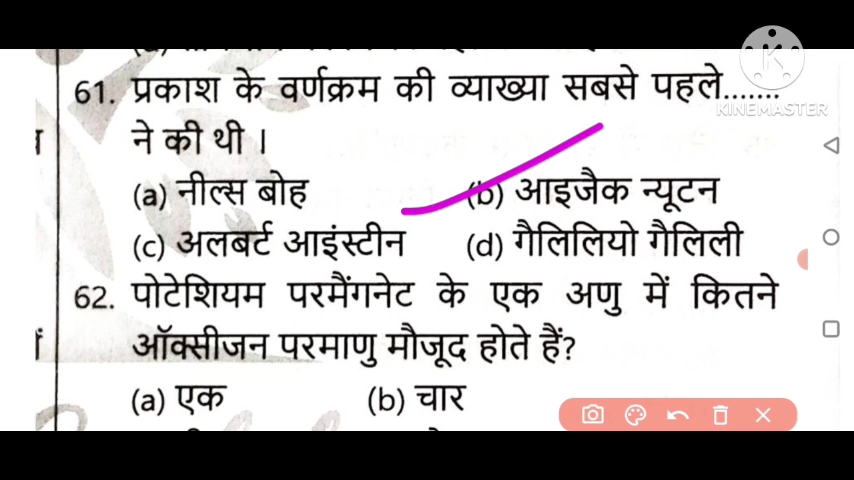 61. प्रकाश के वर्णक्रम की व्याख्या सबसे पहले.......
ने की थी ।
(a) नील्स बोह (b) आइजैक न्यूटन
(c) अलबर्ट आइंस्टीन (d) गैलिलियो गैलिली
62. पोटेशियम परमैंगनेट के एक अणु में कितने
ऑक्सीजन परमाणु मौजूद होते हैं?
(a) एक (b) चार
K
KINEMASTER